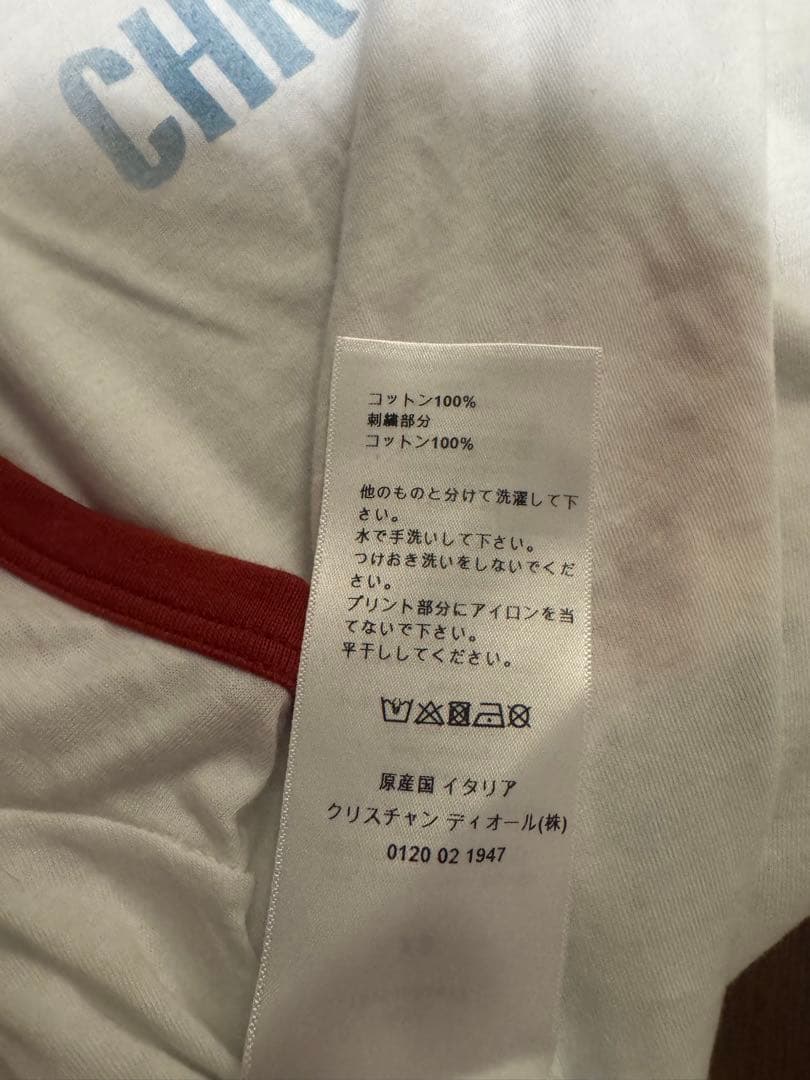 CHR
コットン100%
刺繍部分
コットン100%
他のものと分けて洗濯して下
さい。
水で手洗いして下さい。
つけおき洗いをしないでくだ
さい。
プリント部分にアイロンを当
てないで下さい。
平干ししてください。
原産国 イタリア
クリスチャン ディオール(株)
0120 02 1947